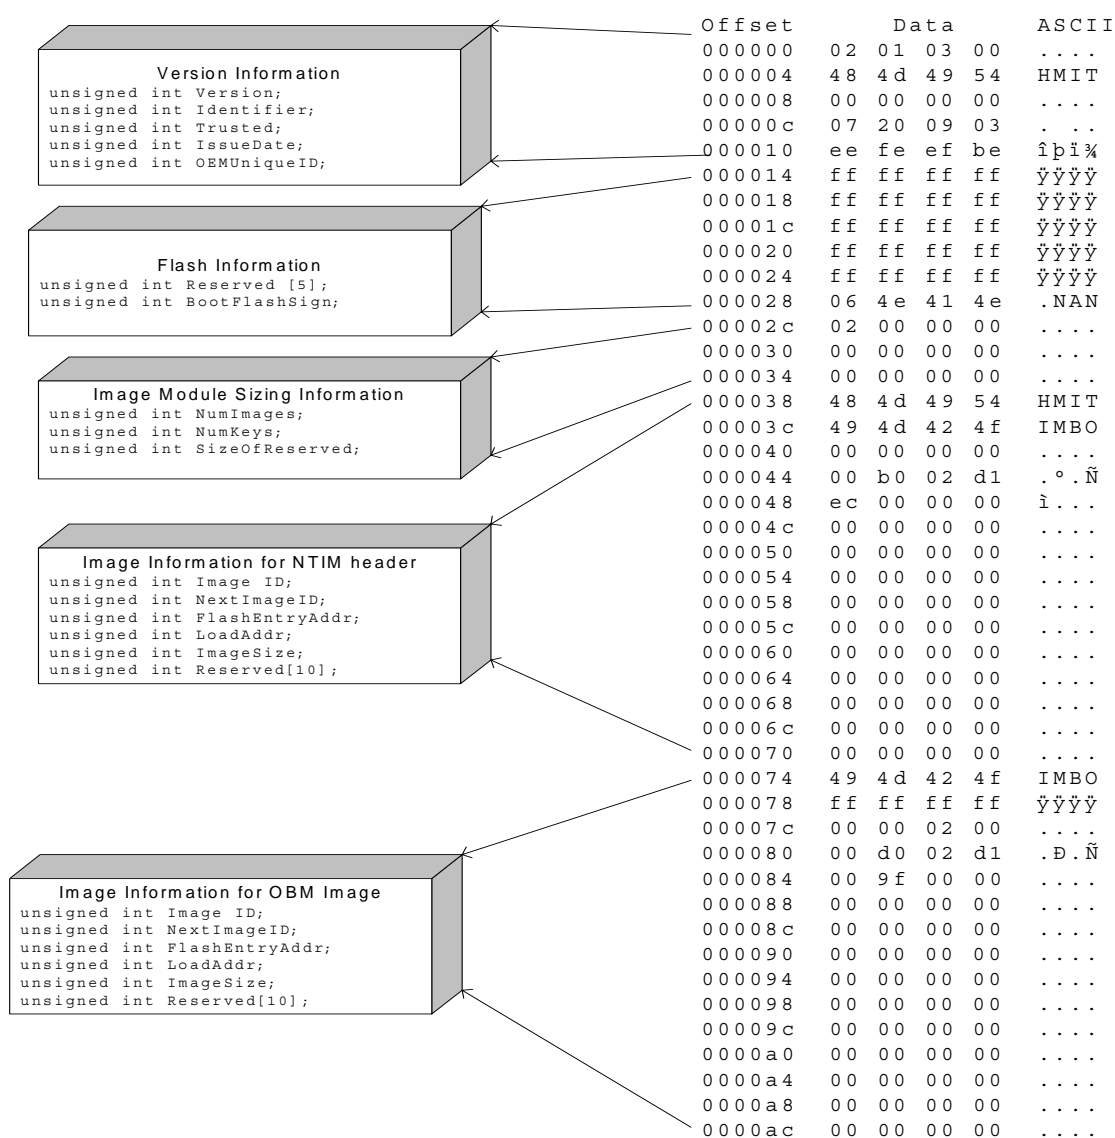 Version Information
unsigned int Version;
unsigned int Identifier;
unsigned int Trusted;
unsigned int IssueDate;
unsigned int OEMUniqueID;
Flash Information
unsigned int Reserved [5];
unsigned int BootFlashSign;
Image Module Sizing Information
unsigned int NumImages;
unsigned int NumKeys;
unsigned int SizeOfReserved;
Image Information for NTIM header
unsigned int Image ID;
unsigned int NextImageID;
unsigned int FlashEntryAddr;
unsigned int LoadAddr;
unsigned int ImageSize;
unsigned int Reserved[10];
Image Information for OBM Image
unsigned int Image ID;
unsigned int NextImageID;
unsigned int FlashEntryAddr;
unsigned int LoadAddr;
unsigned int ImageSize;
unsigned int Reserved[10];
Offset Data ASCII
000000 02 01 03 00 ....
000004 48 4d 49 54 HMIT
000008 00 00 00 00 ....
00000c 07 20 09 03 . ..
000010 ee fe ef be îþï¾
000014 ff ff ff ff ÿÿÿÿ
000018 ff ff ff ff ÿÿÿÿ
00001c ff ff ff ff ÿÿÿÿ
000020 ff ff ff ff ÿÿÿÿ
000024 ff ff ff ff ÿÿÿÿ
000028 06 4e 41 4e .NAN
00002c 02 00 00 00 ....
000030 00 00 00 00 ....
000034 00 00 00 00 ....
000038 48 4d 49 54 HMIT
00003c 49 4d 42 4f IMBO
000040 00 00 00 00 ....
000044 00 b0 02 d1 .°.Ñ
000048 ec 00 00 00 ì...
00004c 00 00 00 00 ....
000050 00 00 00 00 ....
000054 00 00 00 00 ....
000058 00 00 00 00 ....
00005c 00 00 00 00 ....
000060 00 00 00 00 ....
000064 00 00 00 00 ....
000068 00 00 00 00 ....
00006c 00 00 00 00 ....
000070 00 00 00 00 ....
000074 49 4d 42 4f IMBO
000078 ff ff ff ff ÿÿÿÿ
00007c 00 00 02 00 ....
000080 00 d0 02 d1 .Ð.Ñ
000084 00 9f 00 00 ....
000088 00 00 00 00 ....
00008c 00 00 00 00 ....
000090 00 00 00 00 ....
000094 00 00 00 00 ....
000098 00 00 00 00 ....
00009c 00 00 00 00 ....
0000a0 00 00 00 00 ....
0000a4 00 00 00 00 ....
0000a8 00 00 00 00 ....
0000ac 00 00 00 00 ....